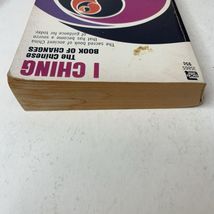 I CHING
The Chinese
BOOK OF CHANGES
The sacred book of ancient China
that has become a source
of guidance for today
95¢